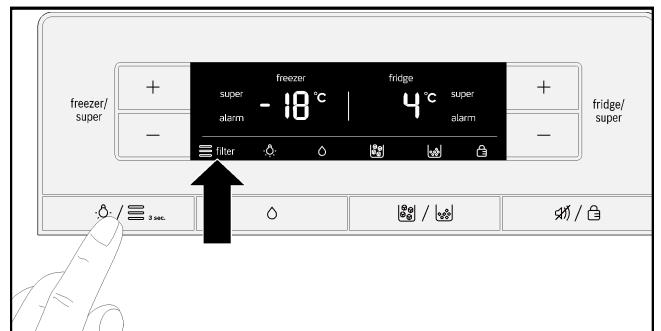 freezer
fridge
super
-18 °C
4 °C
super
alarm
alarm
filter
freezer/
super
+
−
+
−
fridge/
super
/
3 sec.
/
/